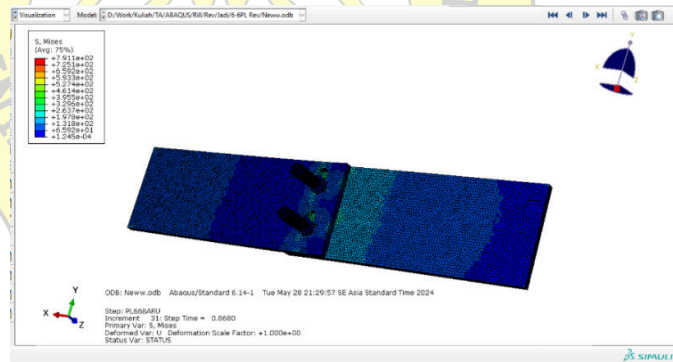 Visualization Model: D:/Work/Kuliah/TA/ABAQUS/Rill/Rev/Jadi/6-6PL Rev/Neww.odb
S, Mises
(Avg: 75%)
+7.911e+02
+7.251e+02
+6.592e+02
+5.933e+02
+5.274e+02
+4.614e+02
+3.955e+02
+3.296e+02
+2.637e+02
+1.978e+02
+1.318e+02
+6.592e+01
+1.245e-04
Y
X
Z
Y
X
Z
ODB: Neww.odb Abaqus/Standard 6.14-1 Tue May 28 21:29:57 SE Asia Standard Time 2024
Step: PL66BARU
Increment 31: Step Time = 0.8680
Primary Var: S, Mises
Deformed Var: U Deformation Scale Factor: +1.000e+00
Status Var: STATUS
SIMULI